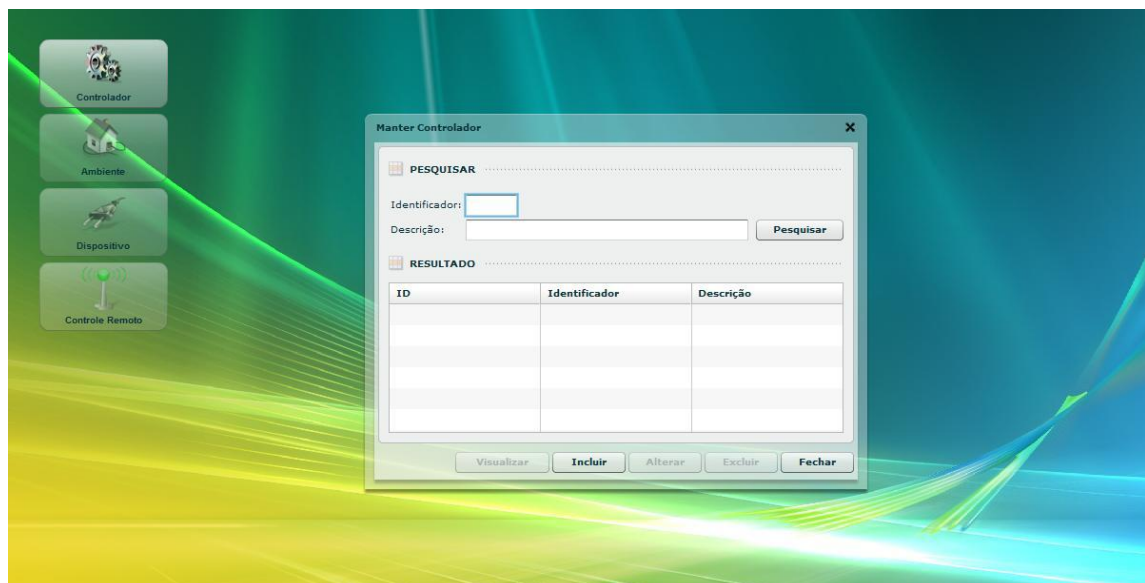 Controlador
Ambiente
Dispositivo
Controle Remoto
Manter Controlador
PESQUISAR
Identificador:
Descrição:
Pesquisar
RESULTADO
ID Identificador Descrição
Visualizar Incluir Alterar Excluir Fechar